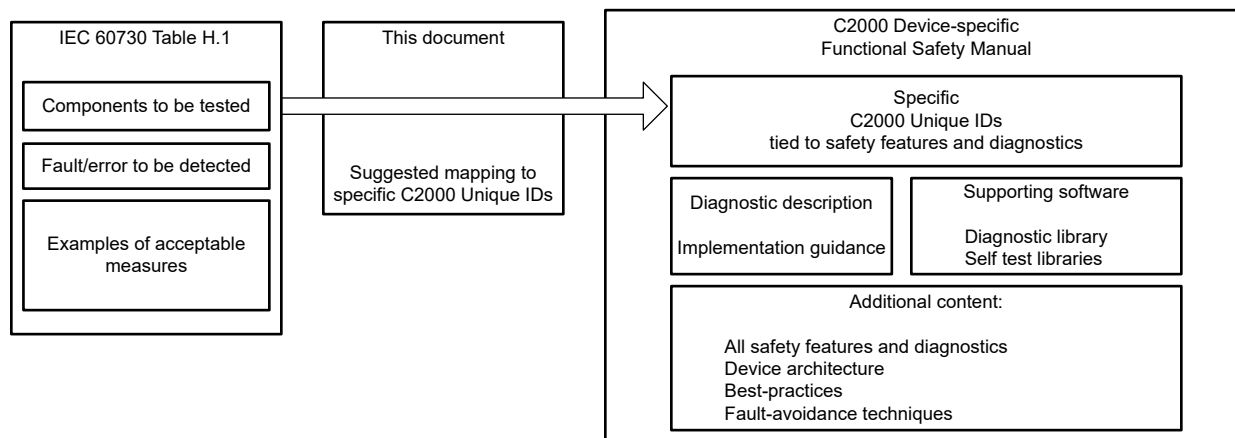 IEC 60730 Table H.1
Components to be tested
Fault/error to be detected
Examples of acceptable
measures
This document
Suggested mapping to
specific C2000 Unique IDs
C2000 Device-specific
Functional Safety Manual
Specific
C2000 Unique IDs
tied to safety features and diagnostics
Diagnostic description
Implementation guidance
Supporting software
Diagnostic library
Self test libraries
Additional content:
All safety features and diagnostics
Device architecture
Best-practices
Fault-avoidance techniques